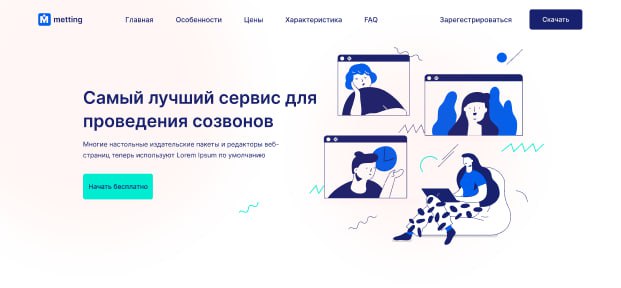 metting
Главная
Особенности
Цены
Характеристика
FAQ
Зарегестрироваться
Скачать
Самый лучший сервис для
проведения созвонов
Многие настольные издательские пакеты и редакторы веб-
страниц теперь используют Lorem Ipsum по умолчанию
Начать бесплатно